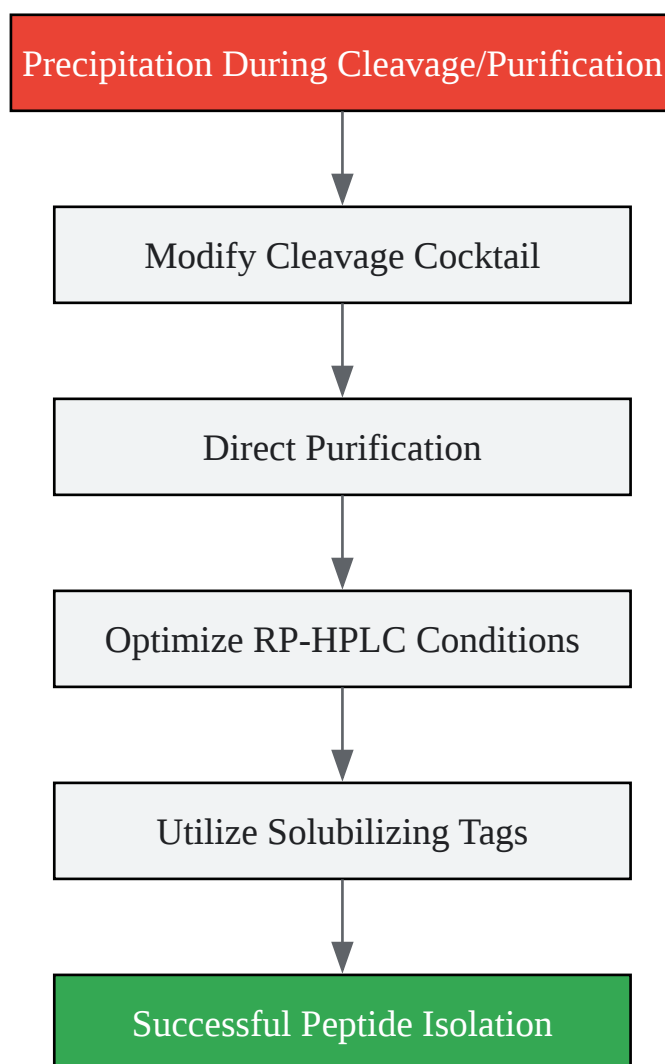 Precipitation During Cleavage/Purification
Modify Cleavage Cocktail
Direct Purification
Optimize RP-HPLC Conditions
Utilize Solubilizing Tags
Successful Peptide Isolation